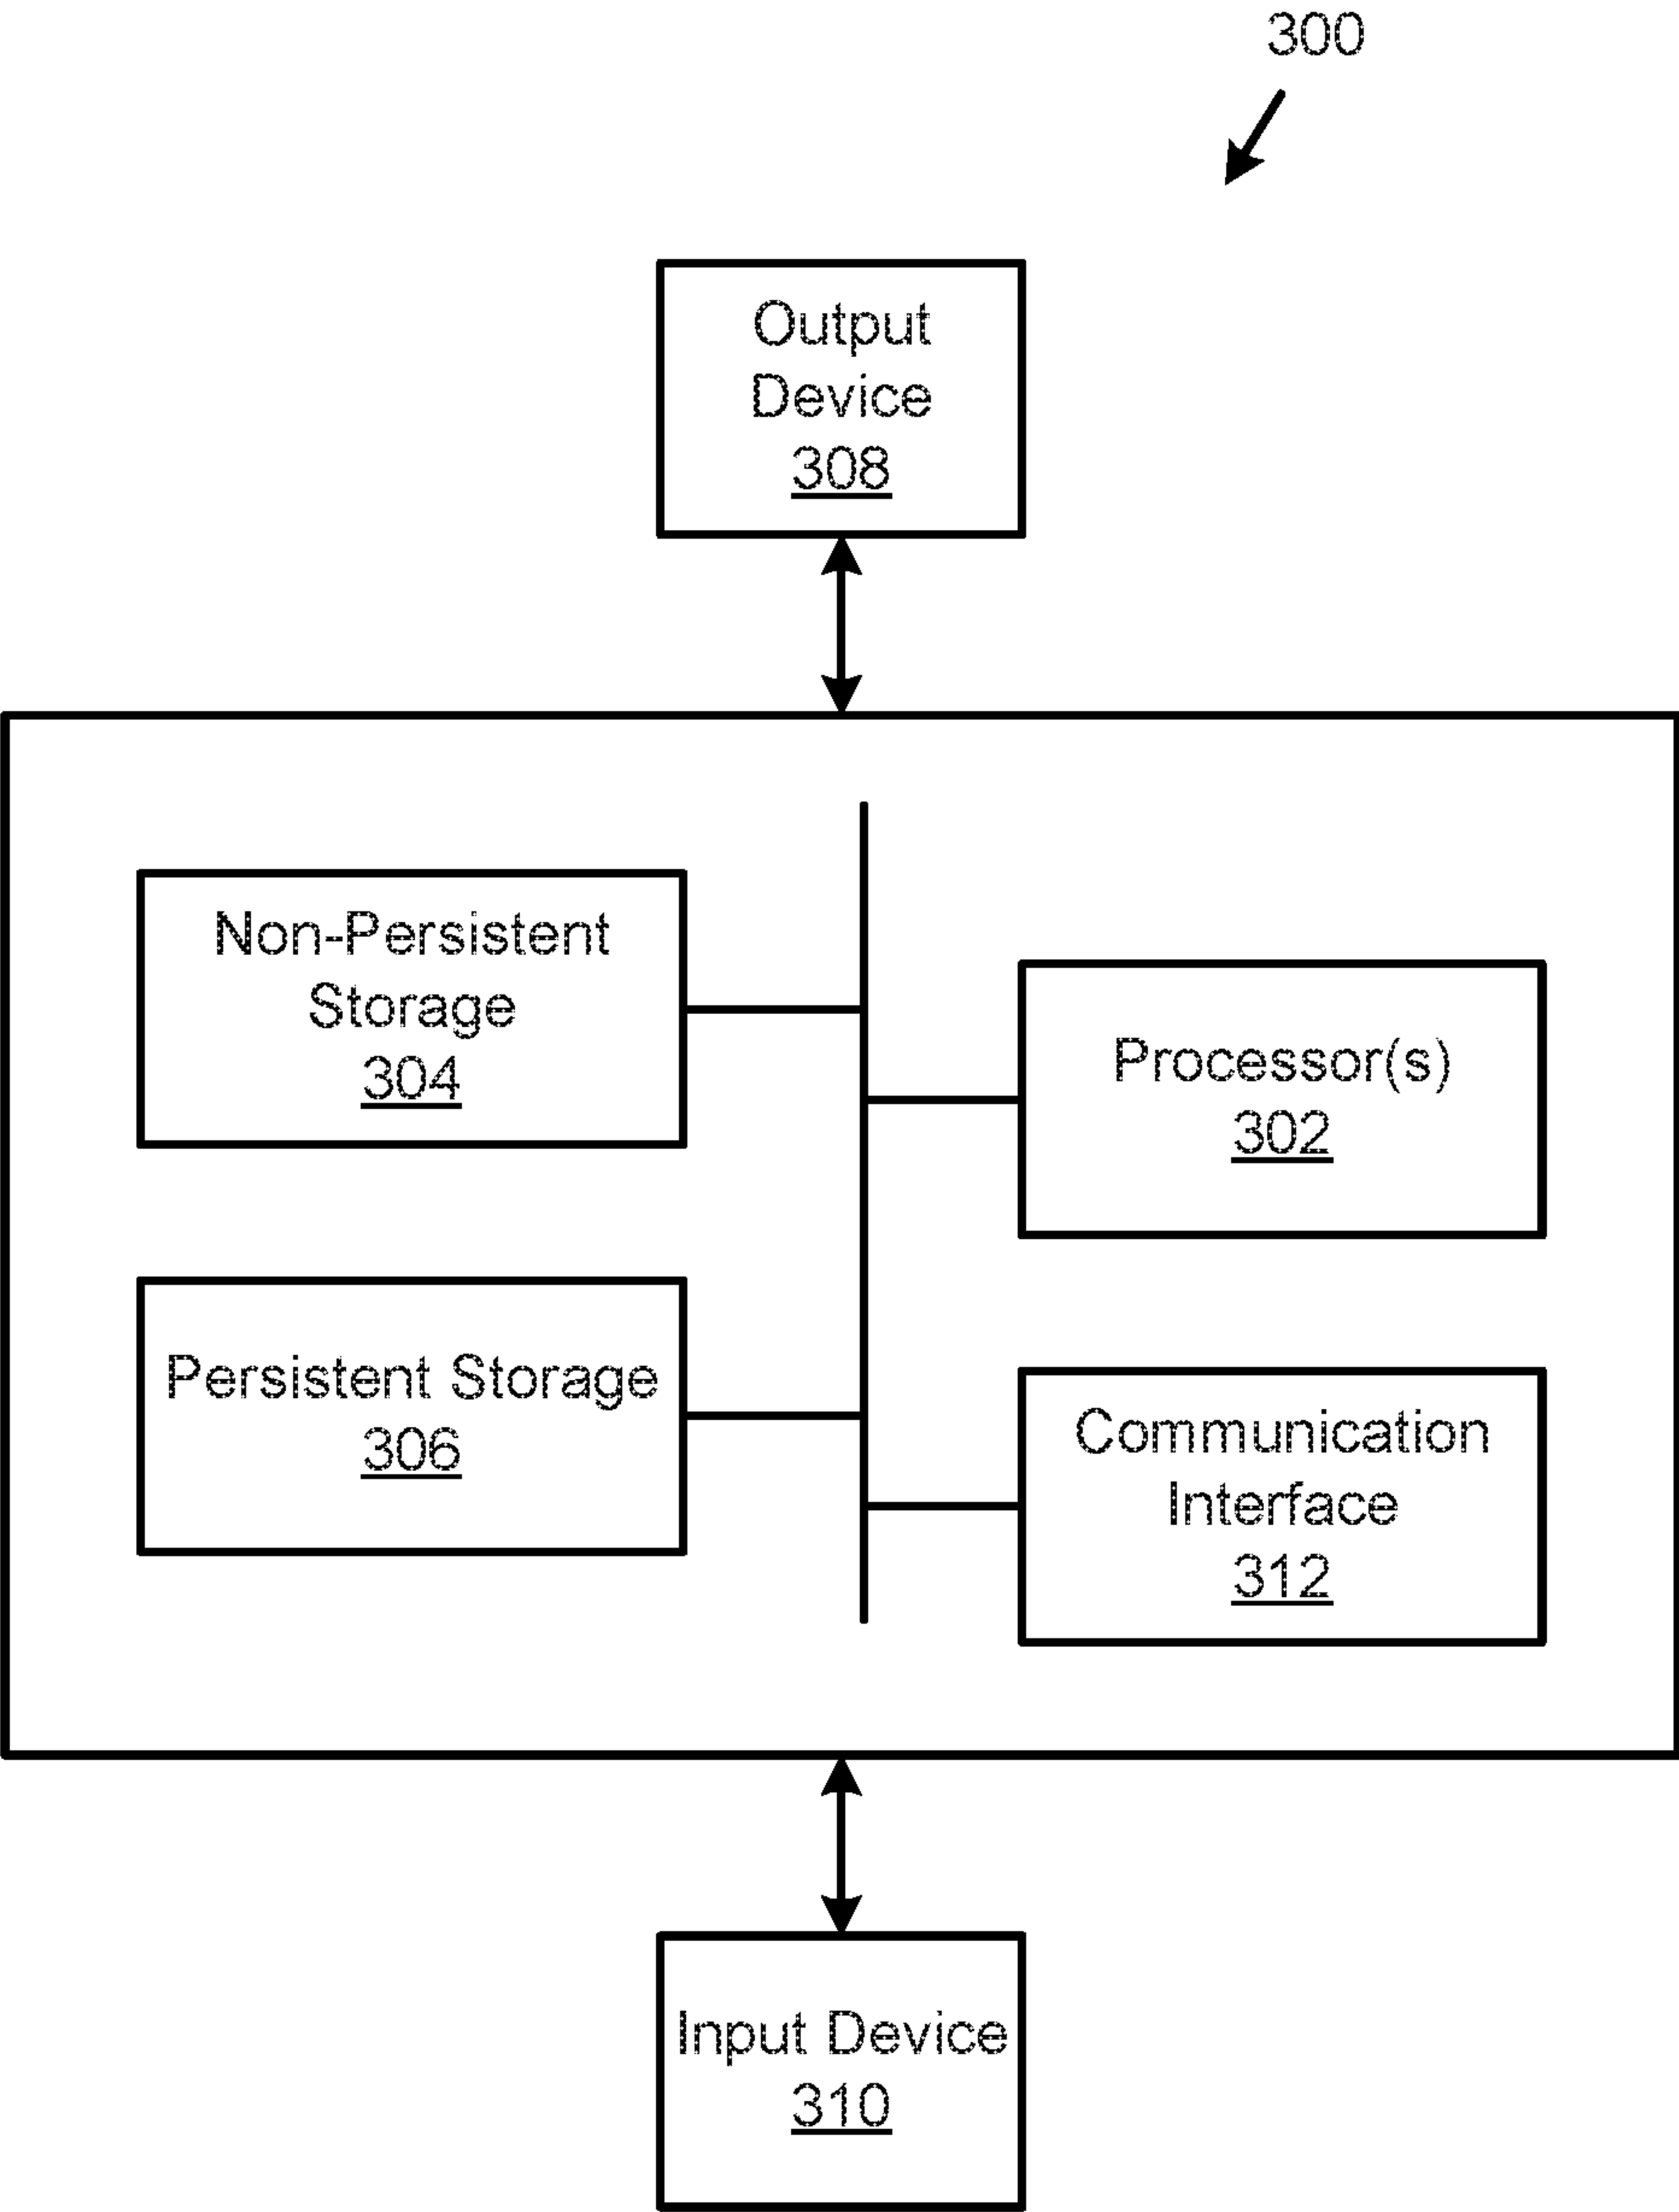 300
Output
Device
308
Non-Persistent
Storage
304
Processor(s)
302
Persistent Storage
306
Communication
Interface
312
Input Device
310